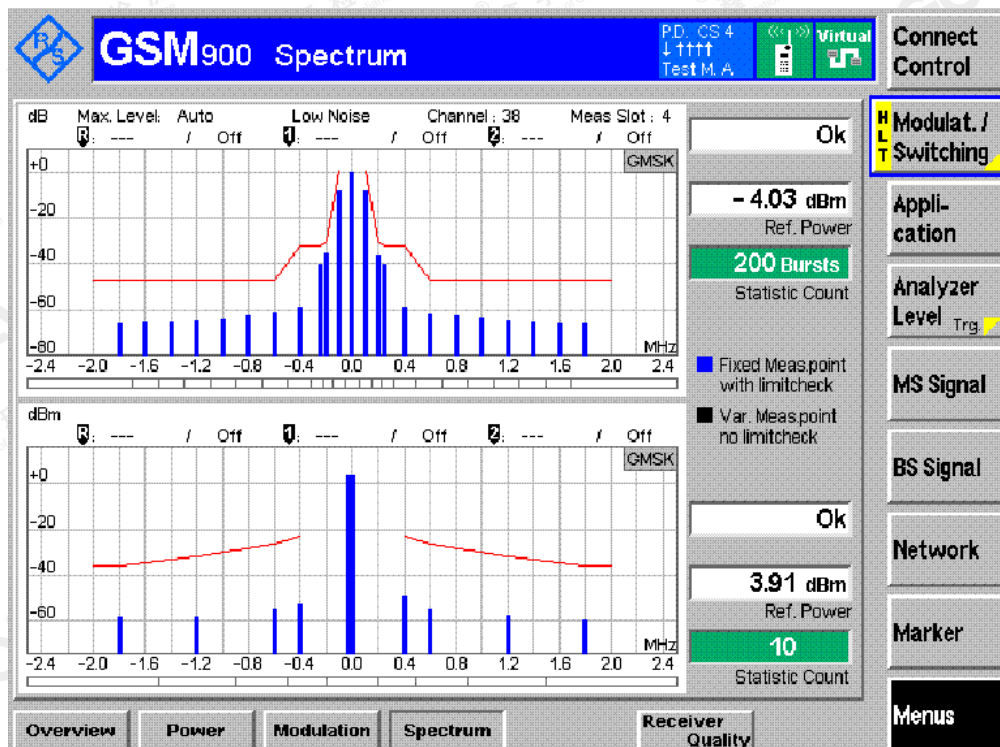 R/S
GSM900 Spectrum
P.D. CS 4
↓↑↑↑↑
Test M. A
Virtual
Connect
Control
dB Max. Level: Auto Low Noise Channel : 38 Meas Slot : 4
R: --- / Off 1: --- / Off 2: --- / Off
GMSK
+0
-20
-40
-60
-80
MHz
-2.4 -2.0 -1.6 -1.2 -0.8 -0.4 0.0 0.4 0.8 1.2 1.6 2.0 2.4
Ok
- 4.03 dBm
Ref. Power
200 Bursts
Statistic Count
Fixed Meas.point
with limitcheck
Var. Meas.point
no limitcheck
dBm
R: --- / Off 1: --- / Off 2: --- / Off
GMSK
+0
-20
-40
-60
MHz
-2.4 -2.0 -1.6 -1.2 -0.8 -0.4 0.0 0.4 0.8 1.2 1.6 2.0 2.4
Ok
3.91 dBm
Ref. Power
10
Statistic Count
HLT
Modulat. /
Switching
Appli-
cation
Analyzer
Level Trg.
MS Signal
BS Signal
Network
Marker
Menus
Overview
Power
Modulation
Spectrum
Receiver
Quality